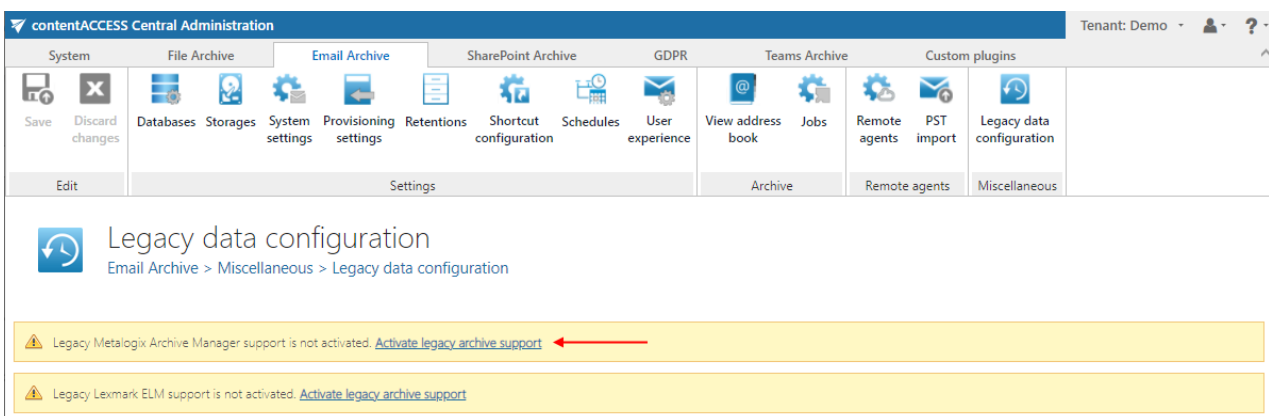 contentACCESS Central Administration
Tenant: Demo
?
System File Archive Email Archive SharePoint Archive GDPR Teams Archive Custom plugins
Save Discard changes Databases Storages System settings Provisioning settings Retentions Shortcut configuration Schedules User experience View address book Jobs Remote agents PST import Legacy data configuration
Edit Settings Archive Remote agents Miscellaneous
Legacy data configuration
Email Archive > Miscellaneous > Legacy data configuration
Legacy Metalogix Archive Manager support is not activated. Activate legacy archive support
Legacy Lexmark ELM support is not activated. Activate legacy archive support